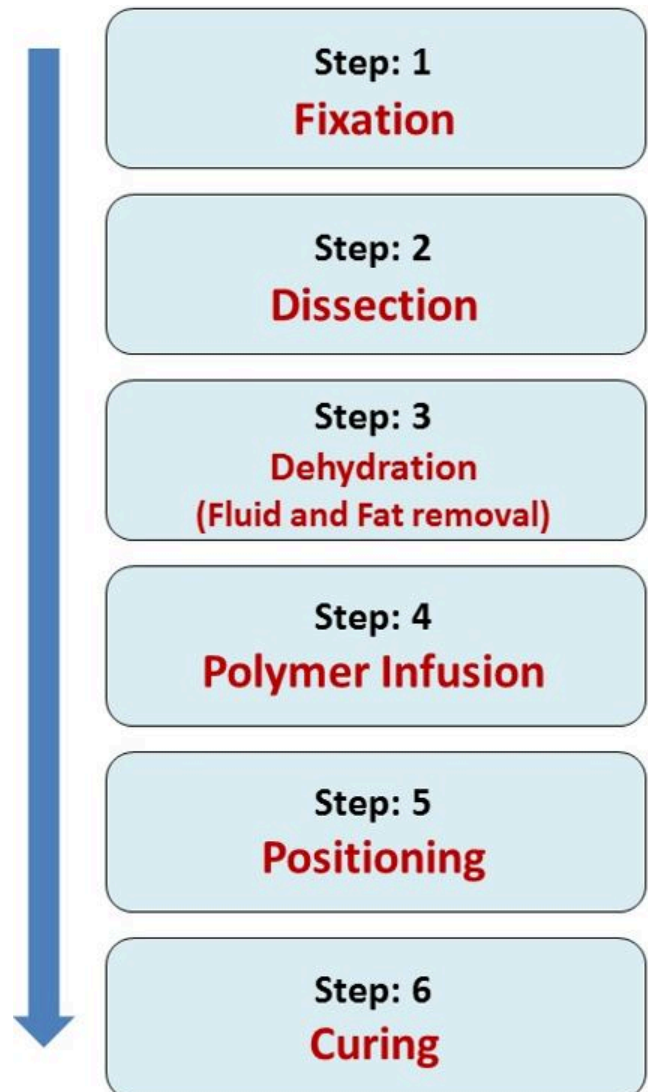 Step: 1
Fixation
Step: 2
Dissection
Step: 3
Dehydration
(Fluid and Fat removal)
Step: 4
Polymer Infusion
Step: 5
Positioning
Step: 6
Curing